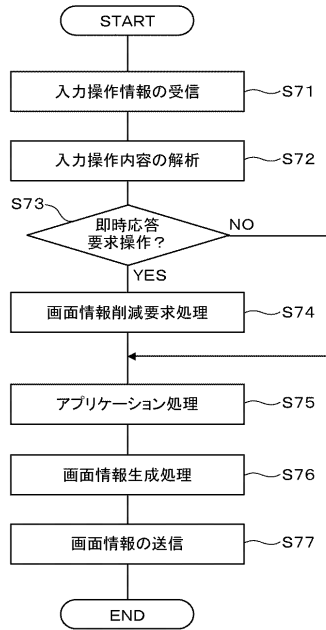 START
入力操作情報の受信
S71
入力操作内容の解析
S72
S73
即時応答
要求操作？
NO
YES
画面情報削減要求処理
S74
アプリケーション処理
S75
画面情報生成処理
S76
画面情報の送信
S77
END